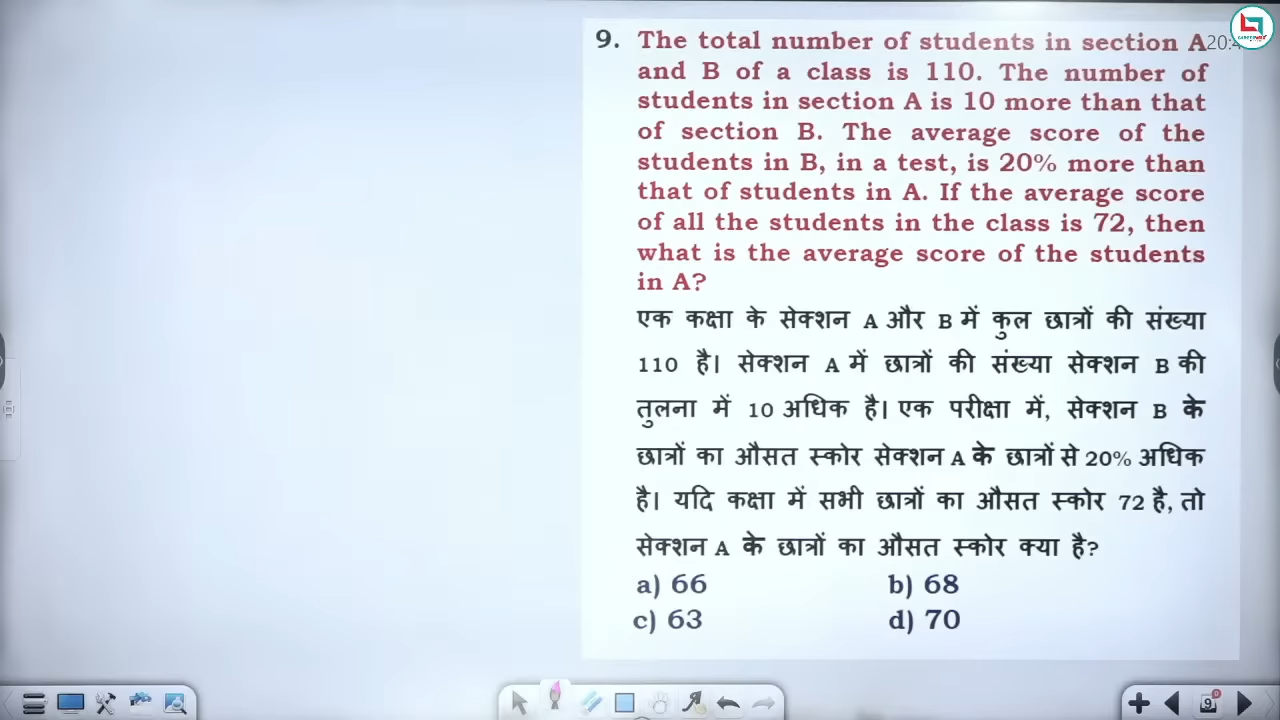 9. The total number of students in section A
and B of a class is 110. The number of
students in section A is 10 more than that
of section B. The average score of the
students in B, in a test, is 20% more than
that of students in A. If the average score
of all the students in the class is 72, then
what is the average score of the students
in A?
एक कक्षा के सेक्शन A और B में कुल छात्रों की संख्या
110 है। सेक्शन A में छात्रों की संख्या सेक्शन B की
तुलना में 10 अधिक है। एक परीक्षा में, सेक्शन B के
छात्रों का औसत स्कोर सेक्शन A के छात्रों से 20% अधिक
है। यदि कक्षा में सभी छात्रों का औसत स्कोर 72 है, तो
सेक्शन A के छात्रों का औसत स्कोर क्या है?
a) 66 b) 68
c) 63 d) 70
9